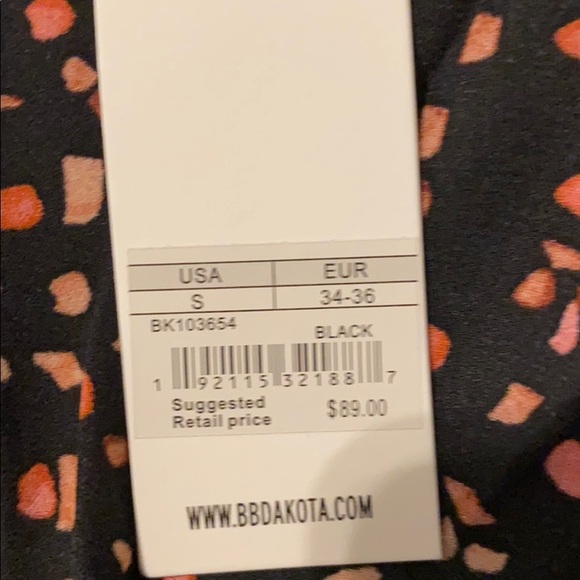 USA EUR
S 34-36
BK103654
BLACK
1 92115 32188 7
Suggested
Retail price $89.00
WWW.BBDAKOTA.COM